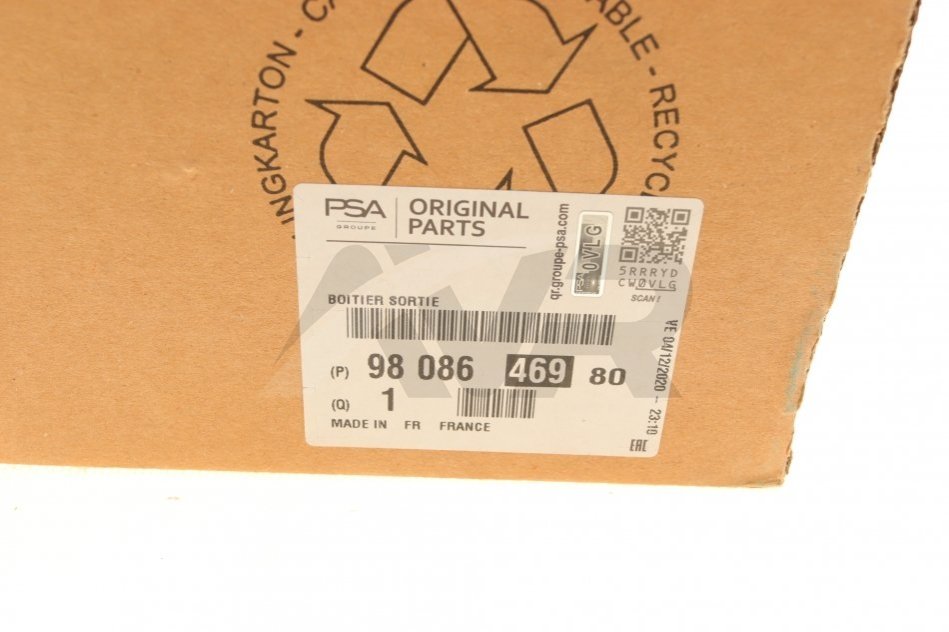 INGKARTON - C
ABLE - RECYC
PSA
GROUPE
ORIGINAL
PARTS
qr.groupe-psa.com
0VLG
5RRRYD
CW0VLG
SCAN!
BOITIER SORTIE
(P) 98 086 469 80
(Q) 1
MADE IN FR FRANCE
VE 04/12/2020 -- 23:10
EAC